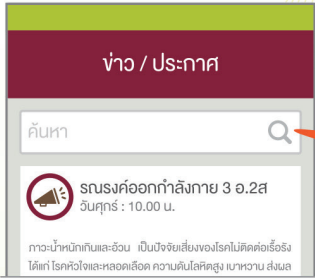 ข่าว / ประกาศ
ค้นหา
รณรงค์ออกกำลังกาย 3 อ.2ส
วันศุกร์ : 10.00 น.
ภาวะน้ำหนักเกินและอ้วน เป็นปัจจัยเสี่ยงของโรคไม่ติดต่อเรื้อรัง
ได้แก่ โรคหัวใจและหลอดเลือด ความดันโลหิตสูง เบาหวาน ส่งผล